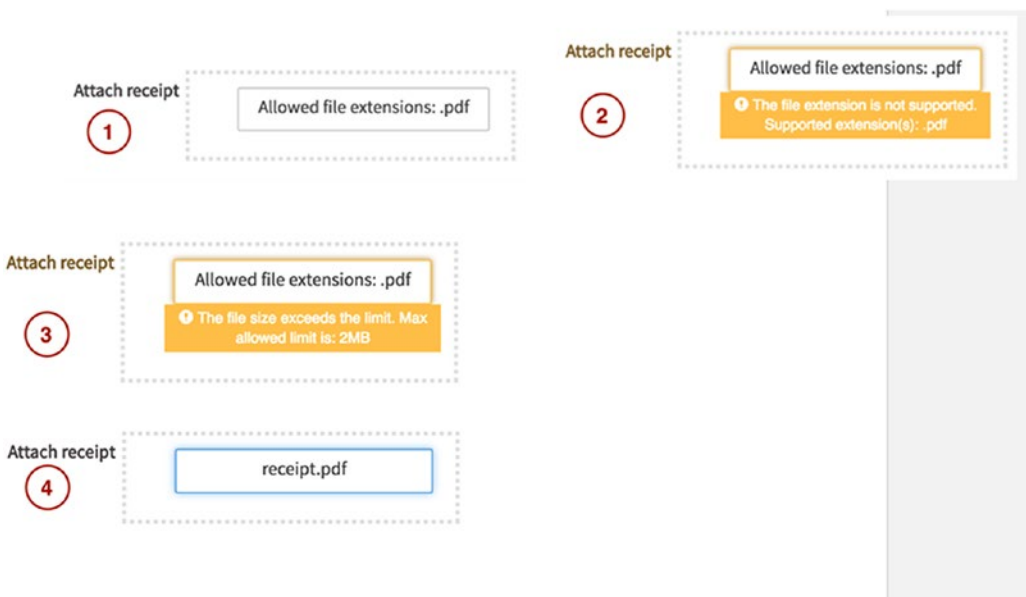 Attach receipt
1
Allowed file extensions: .pdf
Attach receipt
2
Allowed file extensions: .pdf
The file extension is not supported.
Supported extension(s): .pdf
Attach receipt
3
Allowed file extensions: .pdf
The file size exceeds the limit. Max
allowed limit is: 2MB
Attach receipt
4
receipt.pdf